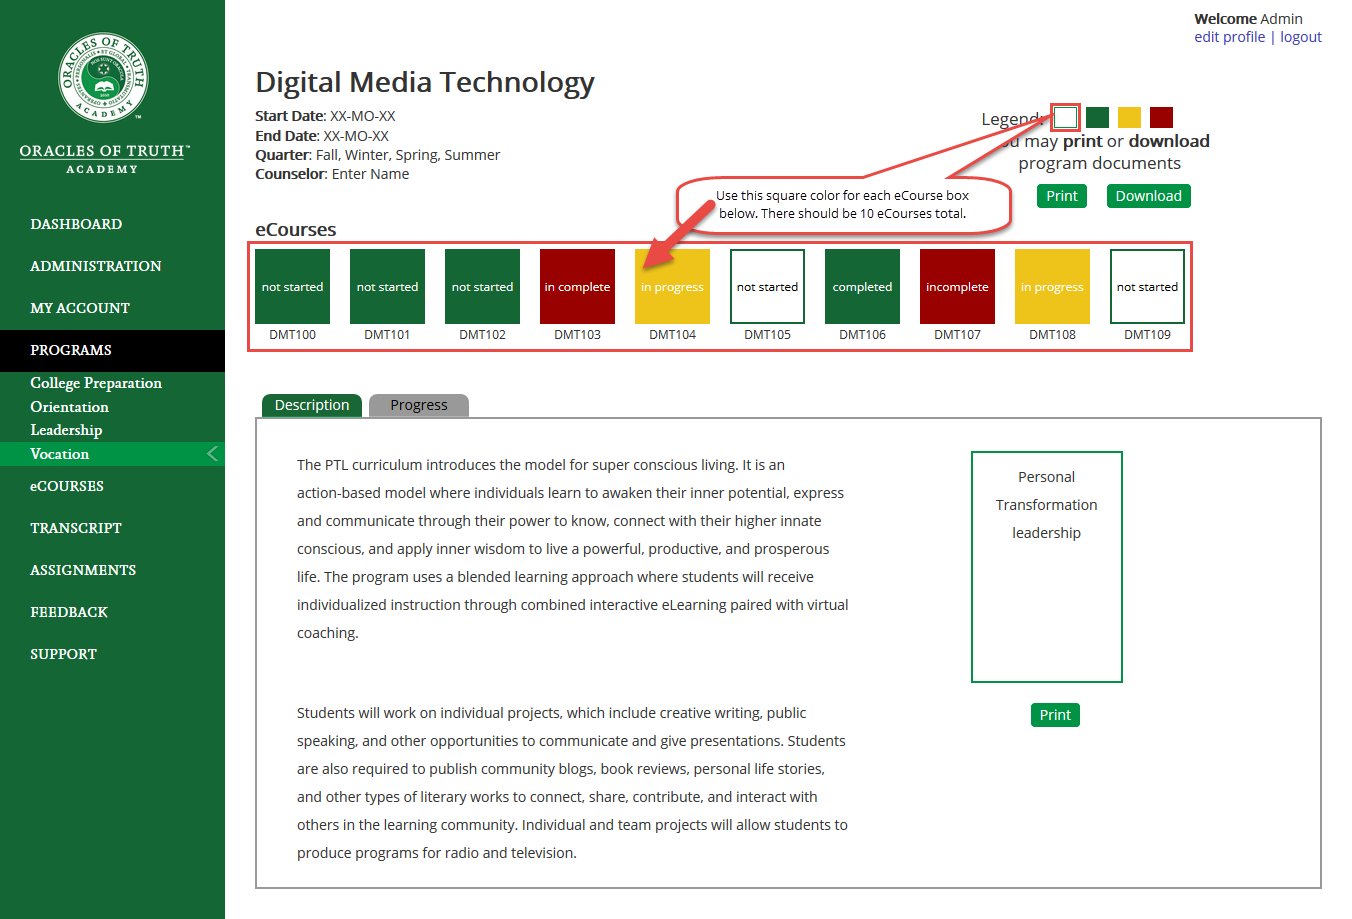 Welcome Admin
edit profile | logout
ORACLES OF TRUTH
ACADEMY
™
ORACLES OF TRUTH™
ACADEMY
DASHBOARD
ADMINISTRATION
MY ACCOUNT
PROGRAMS
College Preparation
Orientation
Leadership
Vocation
eCOURSES
TRANSCRIPT
ASSIGNMENTS
FEEDBACK
SUPPORT
Digital Media Technology
Start Date: XX-MO-XX
End Date: XX-MO-XX
Quarter: Fall, Winter, Spring, Summer
Counselor: Enter Name
Legend:
may print or download
program documents
Print Download
Use this square color for each eCourse box
below. There should be 10 eCourses total.
eCourses
not started not started not started in complete in progress not started completed incomplete in progress not started
DMT100 DMT101 DMT102 DMT103 DMT104 DMT105 DMT106 DMT107 DMT108 DMT109
Description Progress
The PTL curriculum introduces the model for super conscious living. It is an
action-based model where individuals learn to awaken their inner potential, express
and communicate through their power to know, connect with their higher innate
conscious, and apply inner wisdom to live a powerful, productive, and prosperous
life. The program uses a blended learning approach where students will receive
individualized instruction through combined interactive eLearning paired with virtual
coaching.
Students will work on individual projects, which include creative writing, public
speaking, and other opportunities to communicate and give presentations. Students
are also required to publish community blogs, book reviews, personal life stories,
and other types of literary works to connect, share, contribute, and interact with
others in the learning community. Individual and team projects will allow students to
produce programs for radio and television.
Personal
Transformation
leadership
Print